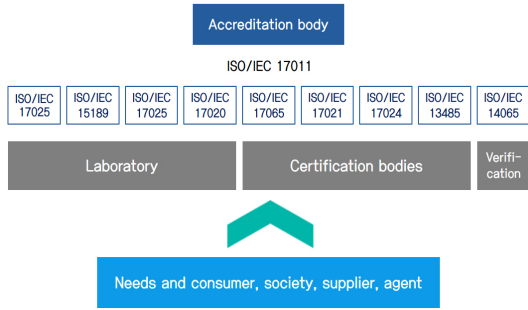 Accreditation body
ISO/IEC 17011
ISO/IEC
17025
ISO/IEC
15189
ISO/IEC
17025
ISO/IEC
17020
ISO/IEC
17065
ISO/IEC
17021
ISO/IEC
17024
ISO/IEC
13485
ISO/IEC
14065
Laboratory
Certification bodies
Verifi-
cation
Needs and consumer, society, supplier, agent